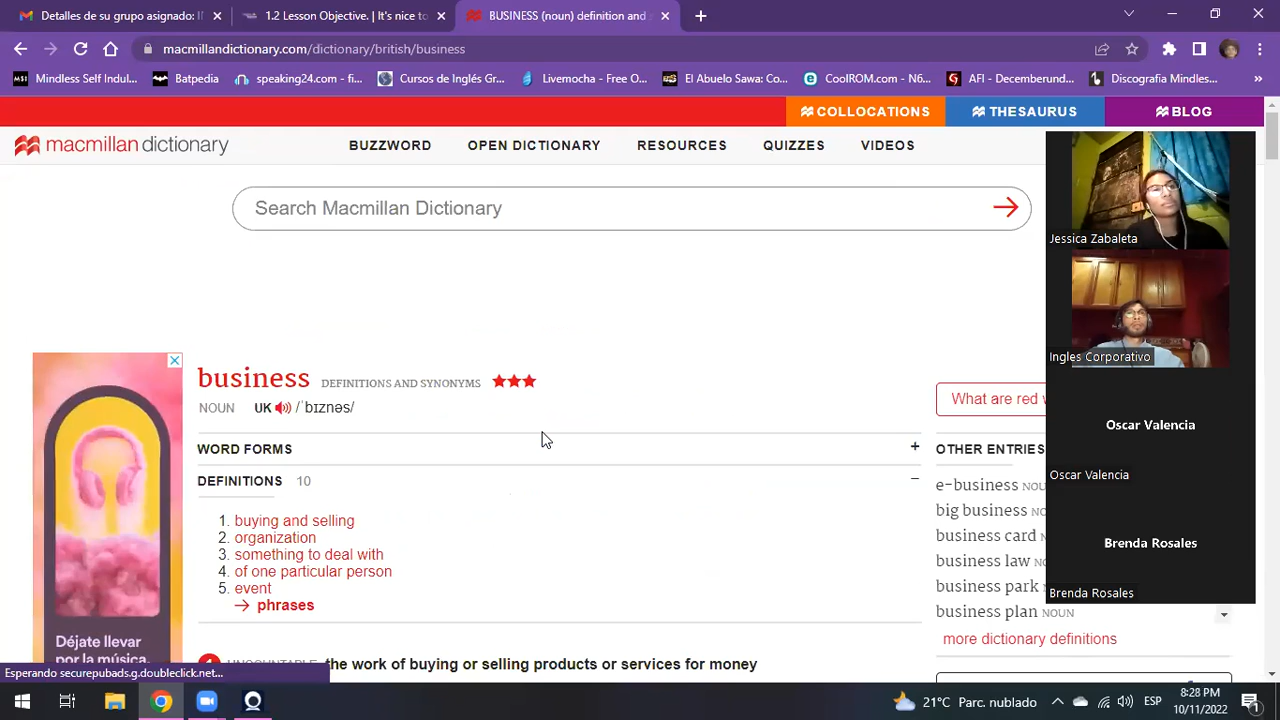 Detalles de su grupo asignado: I
1.2 Lesson Objective. | It's nice to
BUSINESS (noun) definition and
macmillandictionary.com/dictionary/british/business
Mindless Self Indul...
Batpedia
speaking24.com - fi...
Cursos de Inglés Gr...
Livemocha - Free O...
El Abuelo Sawa: Co...
CoolROM.com - N6...
AFI - Decemberund...
Discografia Mindles...
COLLOCATIONS
THESAURUS
BLOG
macmillan dictionary
BUZZWORD
OPEN DICTIONARY
RESOURCES
QUIZZES
VIDEOS
Search Macmillan Dictionary
Jessica Zabaleta
Ingles Corporativo
Oscar Valencia
Oscar Valencia
Brenda Rosales
Brenda Rosales
business DEFINITIONS AND SYNONYMS
NOUN UK /ˈbɪznəs/
WORD FORMS
DEFINITIONS 10
1. buying and selling
2. organization
3. something to deal with
4. of one particular person
5. event
→ phrases
1 UNCOUNTABLE the work of buying or selling products or services for money
What are red w
OTHER ENTRIES
e-business NOU
big business NO
business card N
business law NO
business park N
business plan NOUN
more dictionary definitions
Déjate llevar
por la música.
Esperando securepubads.g.doubleclick.net...
21°C Parc. nublado
ESP
8:28 PM
10/11/2022
1